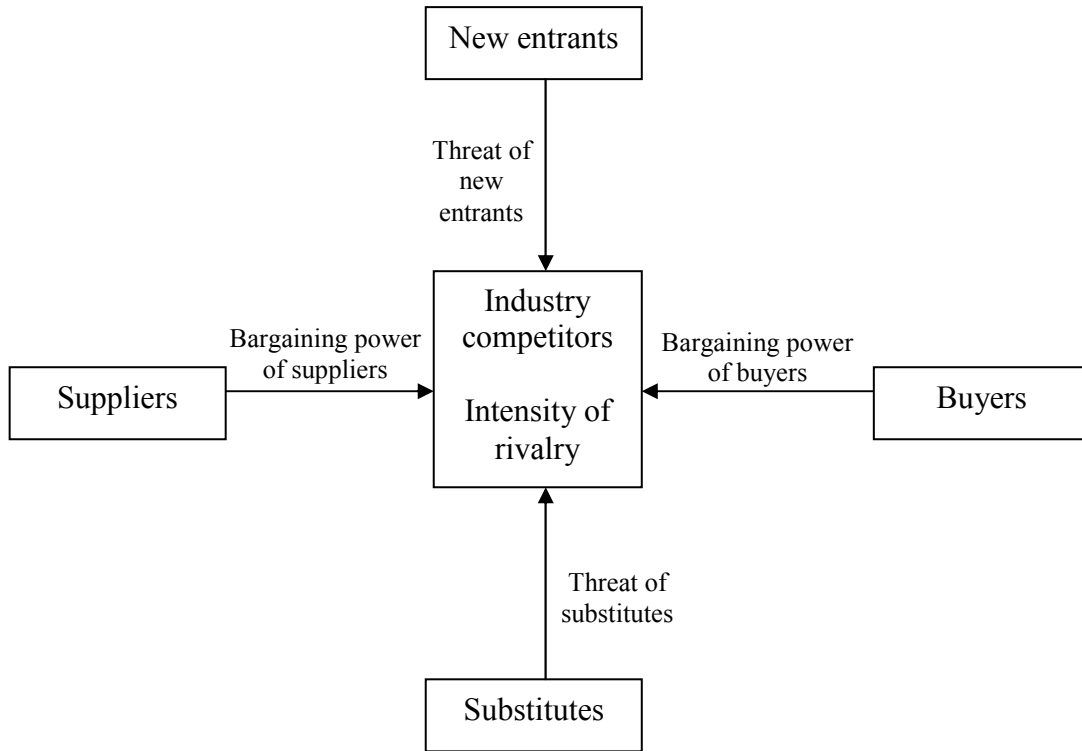 New entrants
Threat of
new
entrants
Industry
competitors
Intensity of
rivalry
Bargaining power
of suppliers
Suppliers
Bargaining power
of buyers
Buyers
Threat of
substitutes
Substitutes